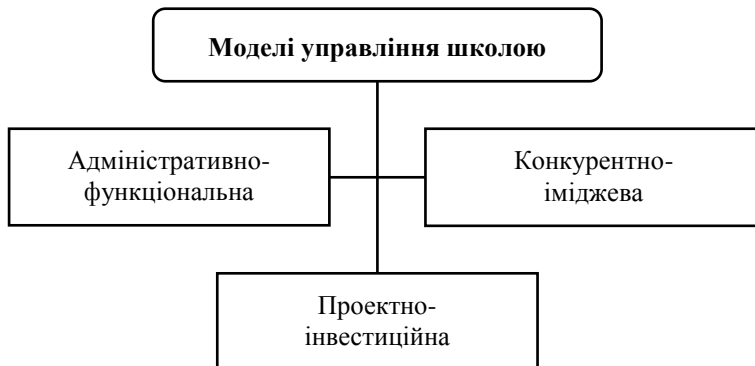 Моделі управління школою
Адміністративно-
функціональна
Конкурентно-
іміджева
Проектно-
інвестиційна